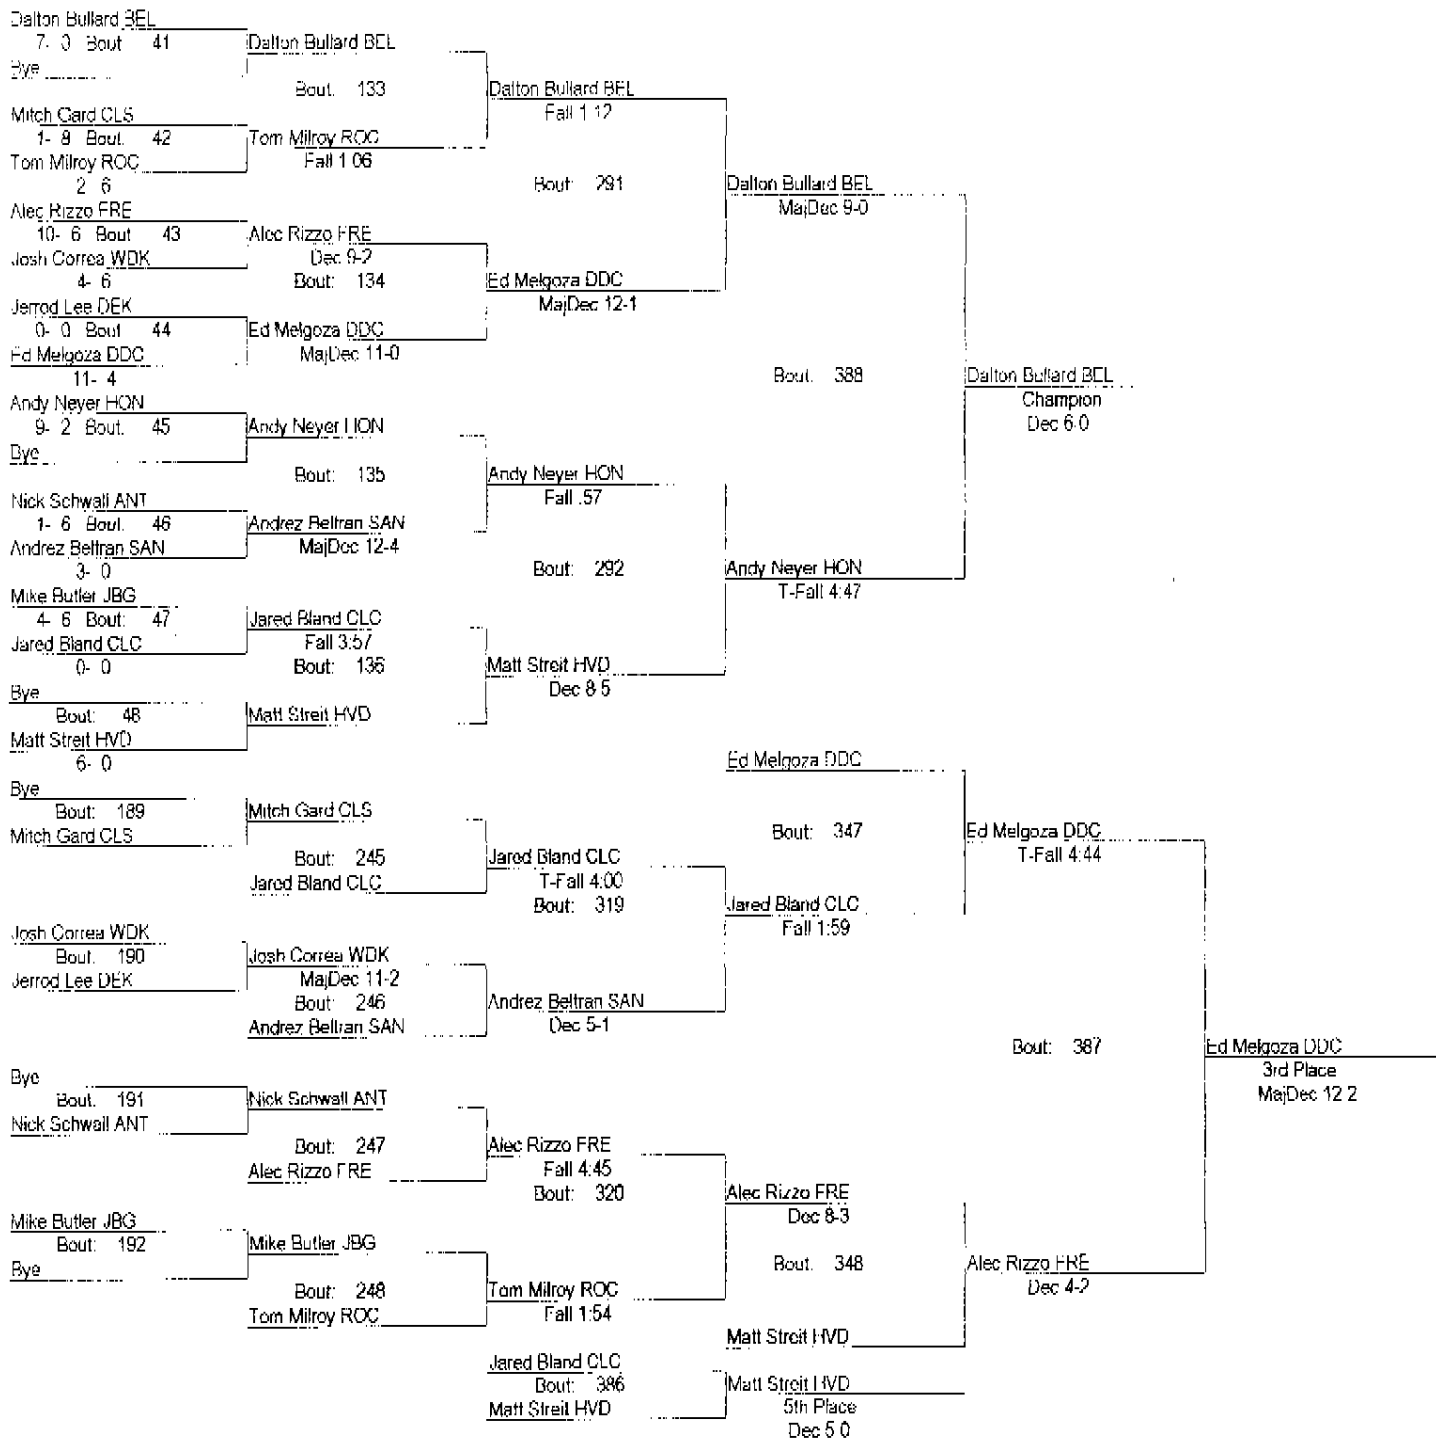 Dalton Bullard BEL
7- 0 Bout 41
Bye
Dalton Bullard BEL
Bout. 133
Mitch Gard CLS
1- 8 Bout. 42
Tom Milroy ROC
2 6
Tom Milroy ROC
Fall 1 06
Dalton Bullard BEL
Fall 1 12
Bout: 291
Alec Rizzo FRE
10- 6 Bout 43
Josh Correa WDK
4- 6
Alec Rizzo FRE
Dec 9-2
Bout: 134
Jerrod Lee DEK
0- 0 Bout 44
Ed Melgoza DDC
11- 4
Ed Melgoza DDC
MajDec 11-0
Ed Melgoza DDC
MajDec 12-1
Dalton Bullard BEL
MajDec 9-0
Bout. 388
Dalton Bullard BEL
Champion
Dec 6-0
Andy Neyer HON
9- 2 Bout. 45
Bye
Andy Neyer HON
Bout: 135
Nick Schwall ANT
1- 6 Bout. 46
Andrez Beltran SAN
3- 0
Andrez Beltran SAN
MajDec 12-4
Andy Neyer HON
Fall .57
Bout: 292
Andy Neyer HON
T-Fall 4:47
Mike Butler JBG
4- 6 Bout: 47
Jared Bland CLC
0- 0
Jared Bland CLC
Fall 3:57
Bout: 136
Bye
Bout: 48
Matt Streit HVD
6- 0
Matt Streit HVD
Matt Streit HVD
Dec 8 5
Bye
Bout: 189
Mitch Gard CLS
Mitch Gard CLS
Bout: 245
Jared Bland CLC
Jared Bland CLC
T-Fall 4:00
Bout: 319
Josh Correa WDK
Bout. 190
Jerrod Lee DEK
Josh Correa WDK
MajDec 11-2
Bout: 246
Andrez Beltran SAN
Andrez Beltran SAN
Dec 5-1
Ed Melgoza DDC
Bout: 347
Jared Bland CLC
Fall 1:59
Ed Melgoza DDC
T-Fall 4:44
Bout: 387
Ed Melgoza DDC
3rd Place
MajDec 12 2
Bye
Bout. 191
Nick Schwall ANT
Nick Schwall ANT
Bout: 247
Alec Rizzo FRE
Alec Rizzo FRE
Fall 4:45
Bout: 320
Mike Butler JBG
Bout: 192
Bye
Mike Butler JBG
Bout: 248
Tom Milroy ROC
Tom Milroy ROC
Fall 1:54
Alec Rizzo FRE
Dec 8-3
Bout. 348
Matt Streit HVD
Alec Rizzo FRE
Dec 4-2
Jared Bland CLC
Bout: 386
Matt Streit HVD
Matt Streit HVD
5th Place
Dec 5 0